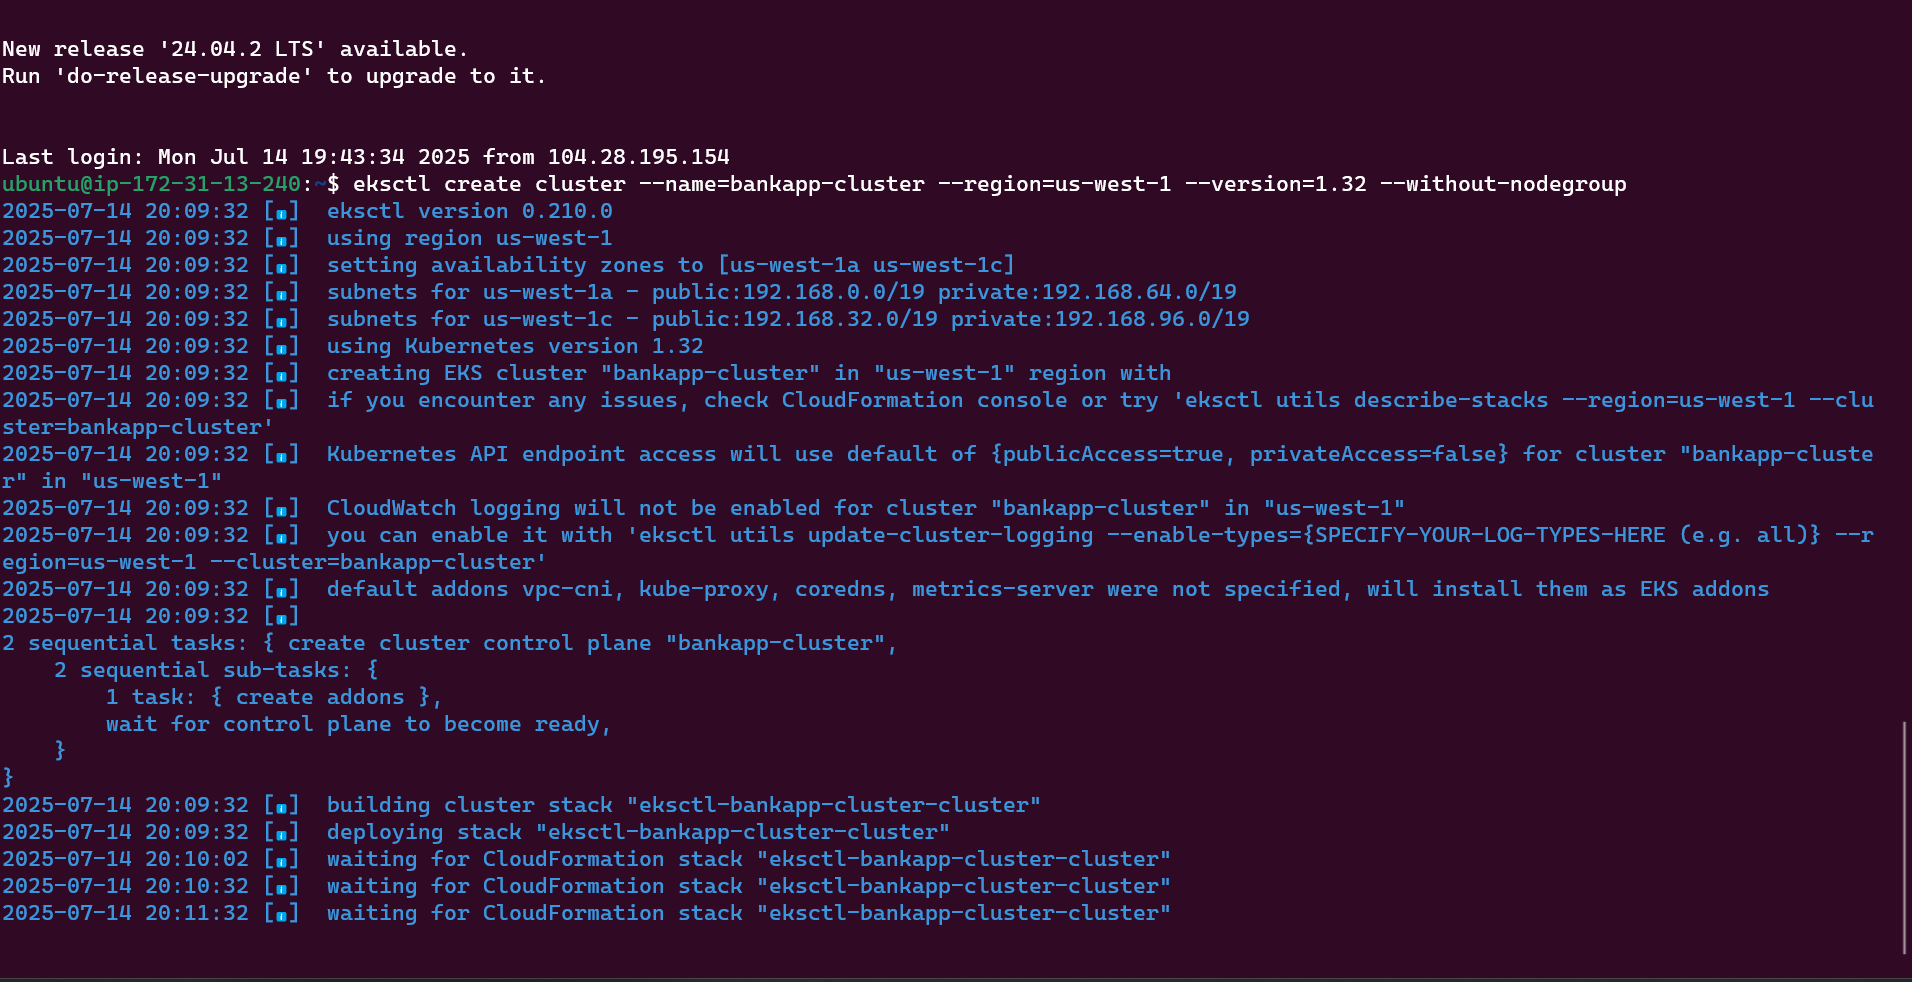 New release '24.04.2 LTS' available.
Run 'do-release-upgrade' to upgrade to it.
Last login: Mon Jul 14 19:43:34 2025 from 104.28.195.154
ubuntu@ip-172-31-13-240:~$ eksctl create cluster --name=bankapp-cluster --region=us-west-1 --version=1.32 --without-nodegroup
2025-07-14 20:09:32 [ℹ]  eksctl version 0.210.0
2025-07-14 20:09:32 [ℹ]  using region us-west-1
2025-07-14 20:09:32 [ℹ]  setting availability zones to [us-west-1a us-west-1c]
2025-07-14 20:09:32 [ℹ]  subnets for us-west-1a - public:192.168.0.0/19 private:192.168.64.0/19
2025-07-14 20:09:32 [ℹ]  subnets for us-west-1c - public:192.168.32.0/19 private:192.168.96.0/19
2025-07-14 20:09:32 [ℹ]  using Kubernetes version 1.32
2025-07-14 20:09:32 [ℹ]  creating EKS cluster "bankapp-cluster" in "us-west-1" region with
2025-07-14 20:09:32 [ℹ]  if you encounter any issues, check CloudFormation console or try 'eksctl utils describe-stacks --region=us-west-1 --clu
ster=bankapp-cluster'
2025-07-14 20:09:32 [ℹ]  Kubernetes API endpoint access will use default of {publicAccess=true, privateAccess=false} for cluster "bankapp-cluste
r" in "us-west-1"
2025-07-14 20:09:32 [ℹ]  CloudWatch logging will not be enabled for cluster "bankapp-cluster" in "us-west-1"
2025-07-14 20:09:32 [ℹ]  you can enable it with 'eksctl utils update-cluster-logging --enable-types={SPECIFY-YOUR-LOG-TYPES-HERE (e.g. all)} --r
egion=us-west-1 --cluster=bankapp-cluster'
2025-07-14 20:09:32 [ℹ]  default addons vpc-cni, kube-proxy, coredns, metrics-server were not specified, will install them as EKS addons
2025-07-14 20:09:32 [ℹ]
2 sequential tasks: { create cluster control plane "bankapp-cluster",
    2 sequential sub-tasks: {
        1 task: { create addons },
        wait for control plane to become ready,
    }
}
2025-07-14 20:09:32 [ℹ]  building cluster stack "eksctl-bankapp-cluster-cluster"
2025-07-14 20:09:32 [ℹ]  deploying stack "eksctl-bankapp-cluster-cluster"
2025-07-14 20:10:02 [ℹ]  waiting for CloudFormation stack "eksctl-bankapp-cluster-cluster"
2025-07-14 20:10:32 [ℹ]  waiting for CloudFormation stack "eksctl-bankapp-cluster-cluster"
2025-07-14 20:11:32 [ℹ]  waiting for CloudFormation stack "eksctl-bankapp-cluster-cluster"